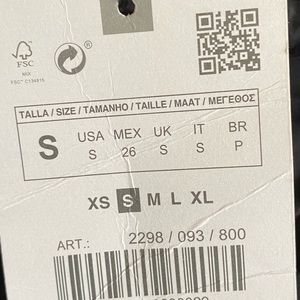 FSC
MIX
FSC™ C134815
®
TALLA / SIZE / TAMANHO / TAILLE / MAAT / ΜΕΓΕΘΟΣ
S USA MEX UK IT BR
S 26 S S P
XS S M L XL
ART.: 2298 / 093 / 800